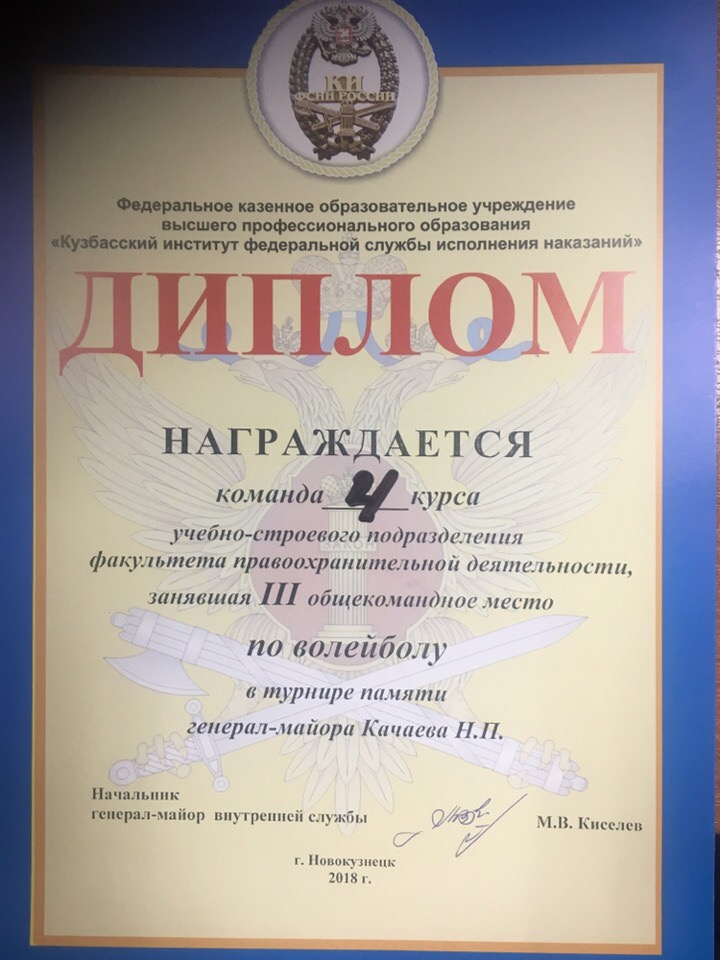 КИ
ФСИН РОССИИ
Федеральное казенное образовательное учреждение
высшего профессионального образования
«Кузбасский институт федеральной службы исполнения наказаний»
ДИПЛОМ
НАГРАЖДАЕТСЯ
команда 4 курса
учебно-строевого подразделения
ЗАКОН
факультета правоохранительной деятельности,
занявшая III общекомандное место
по волейболу
в турнире памяти
генерал-майора Качаева Н.П.
Начальник
генерал-майор внутренней службы М.В. Киселев
г. Новокузнецк
2018 г.